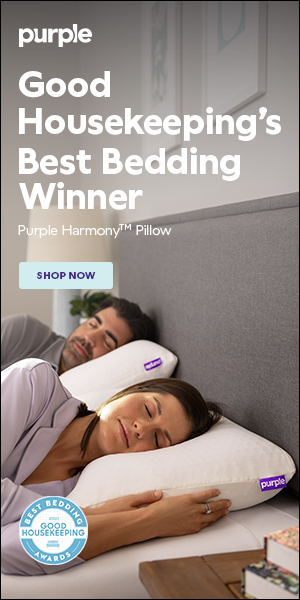 purple
Good
Housekeeping's
Best Bedding
Winner
Purple Harmony™ Pillow
SHOP NOW
purple
purple
BEST BEDDING
GOOD
HOUSEKEEPING
AWARDS